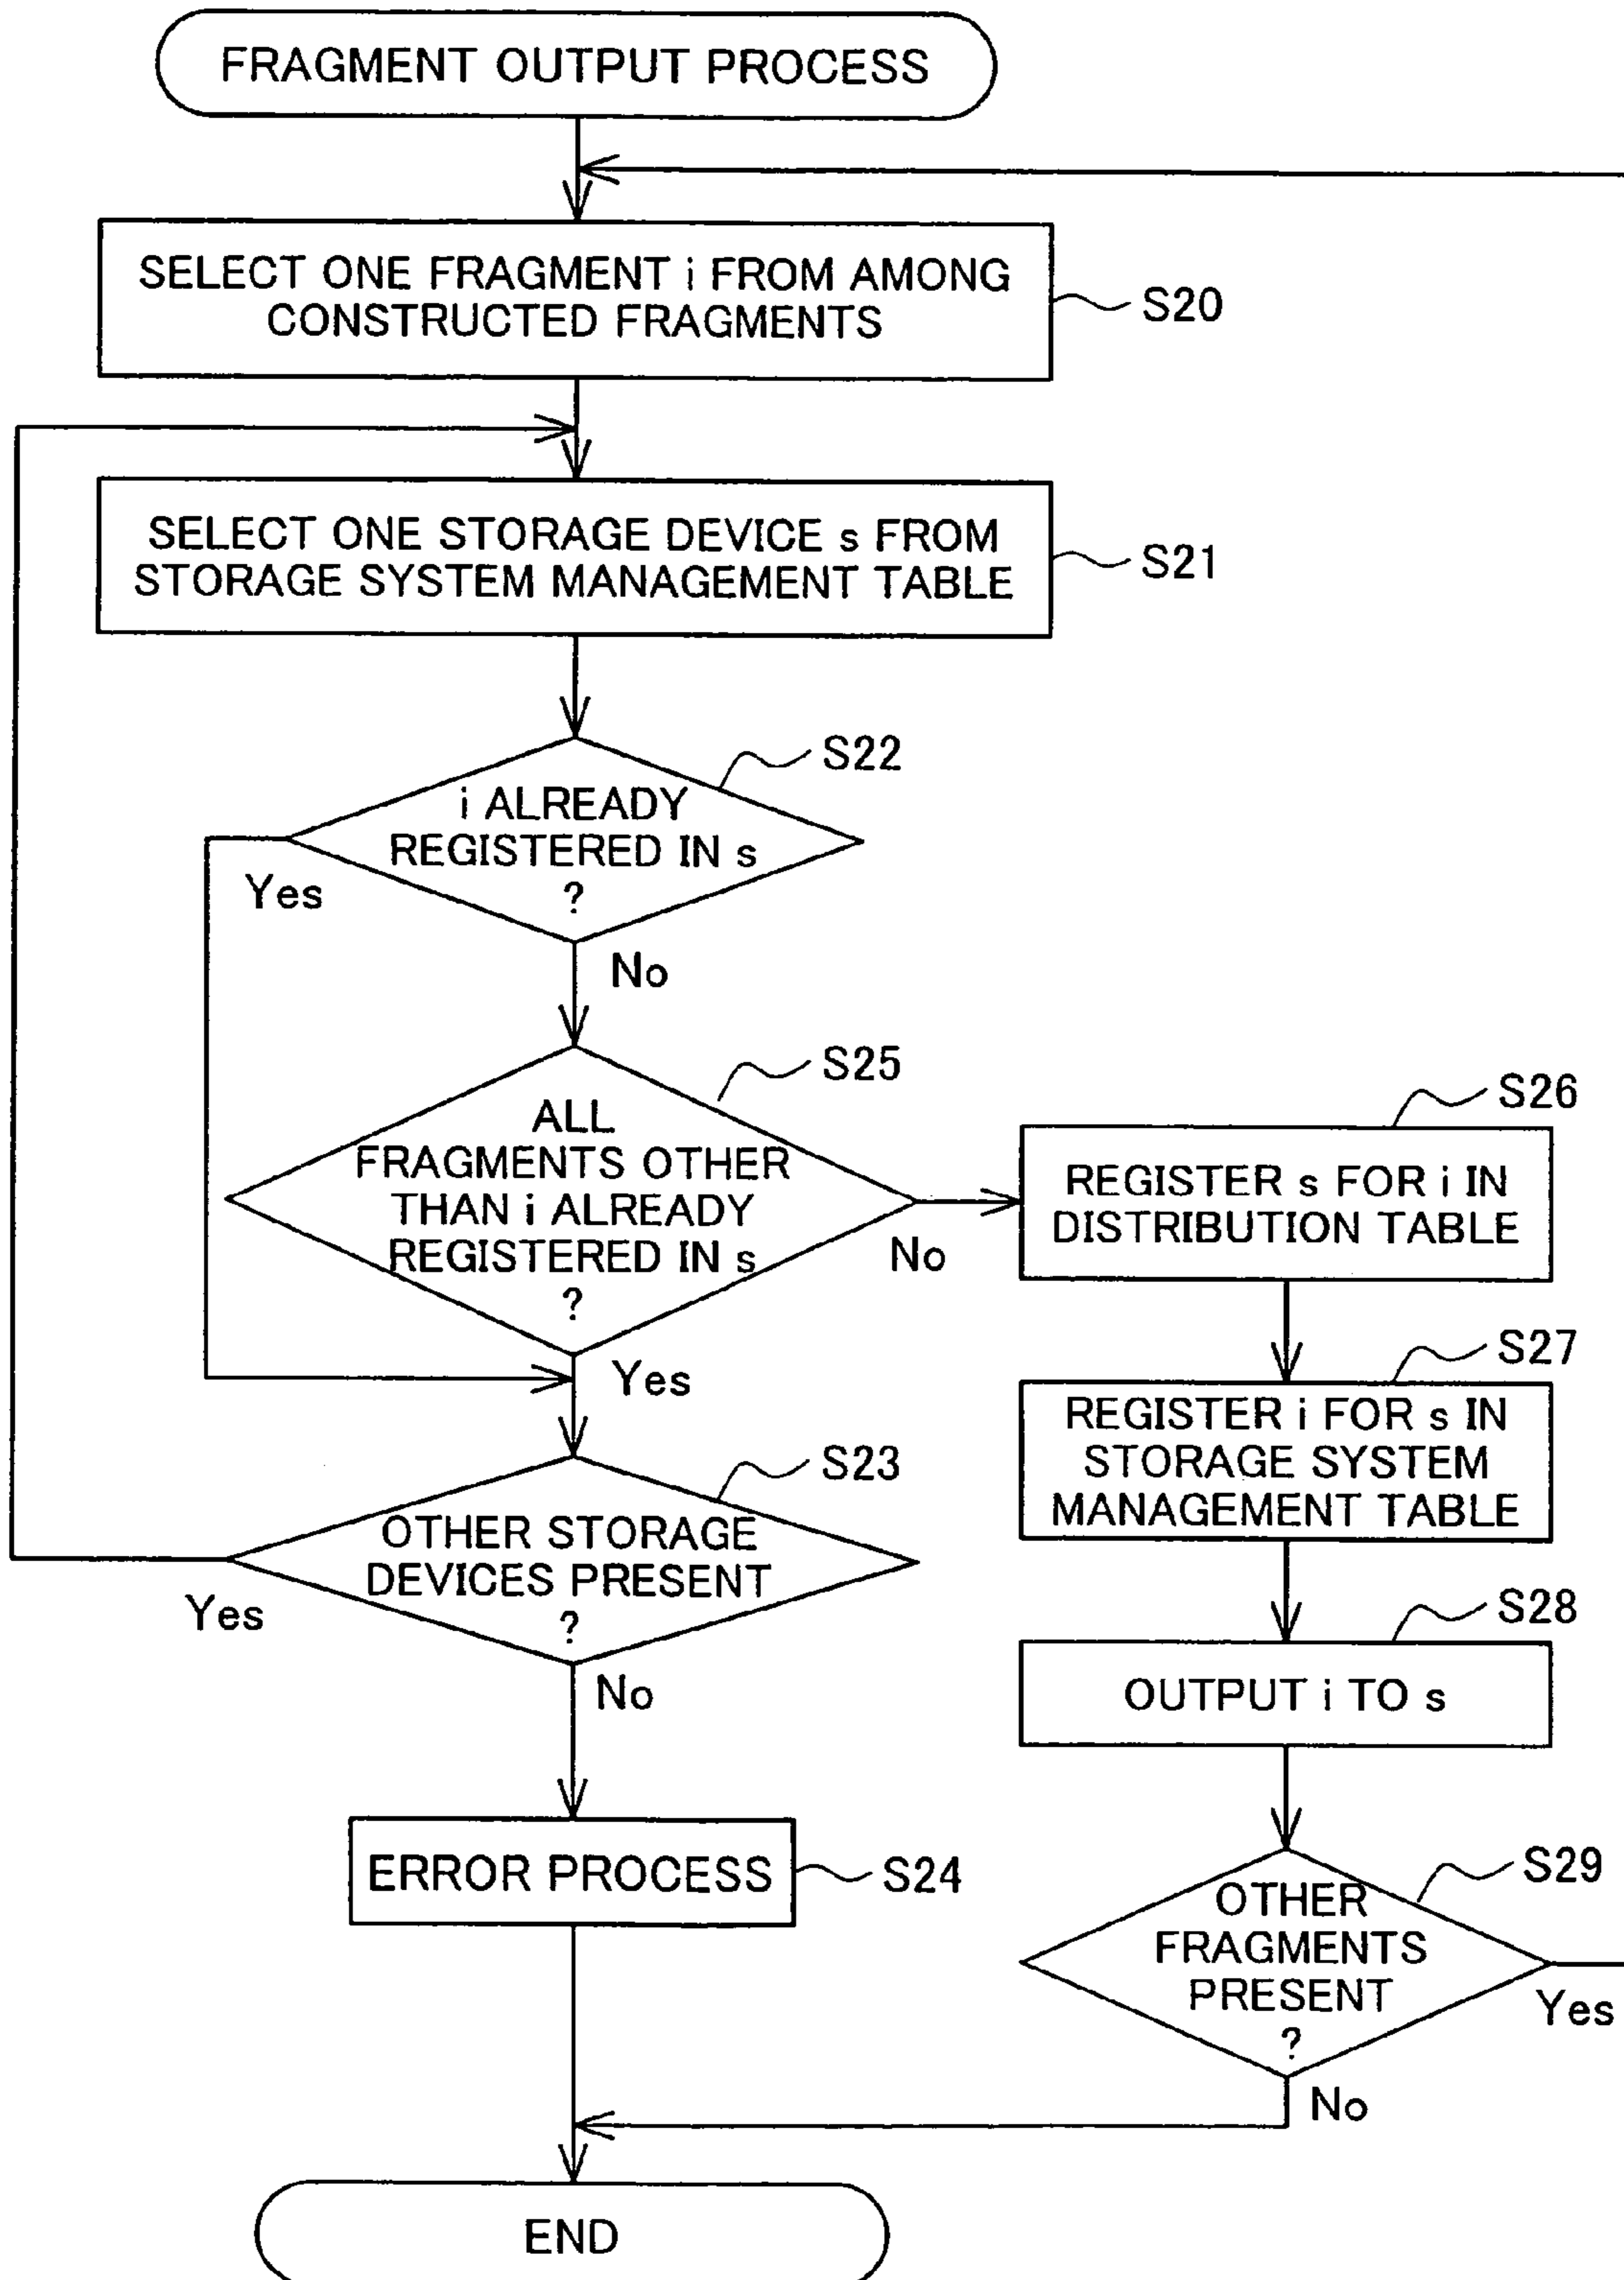 FRAGMENT OUTPUT PROCESS
SELECT ONE FRAGMENT i FROM AMONG
CONSTRUCTED FRAGMENTS
S20
SELECT ONE STORAGE DEVICE s FROM
STORAGE SYSTEM MANAGEMENT TABLE
S21
S22
i ALREADY
REGISTERED IN s
?
Yes
No
S25
ALL
FRAGMENTS OTHER
THAN i ALREADY
REGISTERED IN s
?
No
Yes
S26
REGISTER s FOR i IN
DISTRIBUTION TABLE
S27
REGISTER i FOR s IN
STORAGE SYSTEM
MANAGEMENT TABLE
S23
OTHER STORAGE
DEVICES PRESENT
?
Yes
No
S28
OUTPUT i TO s
ERROR PROCESS
S24
S29
OTHER
FRAGMENTS
PRESENT
?
Yes
No
END